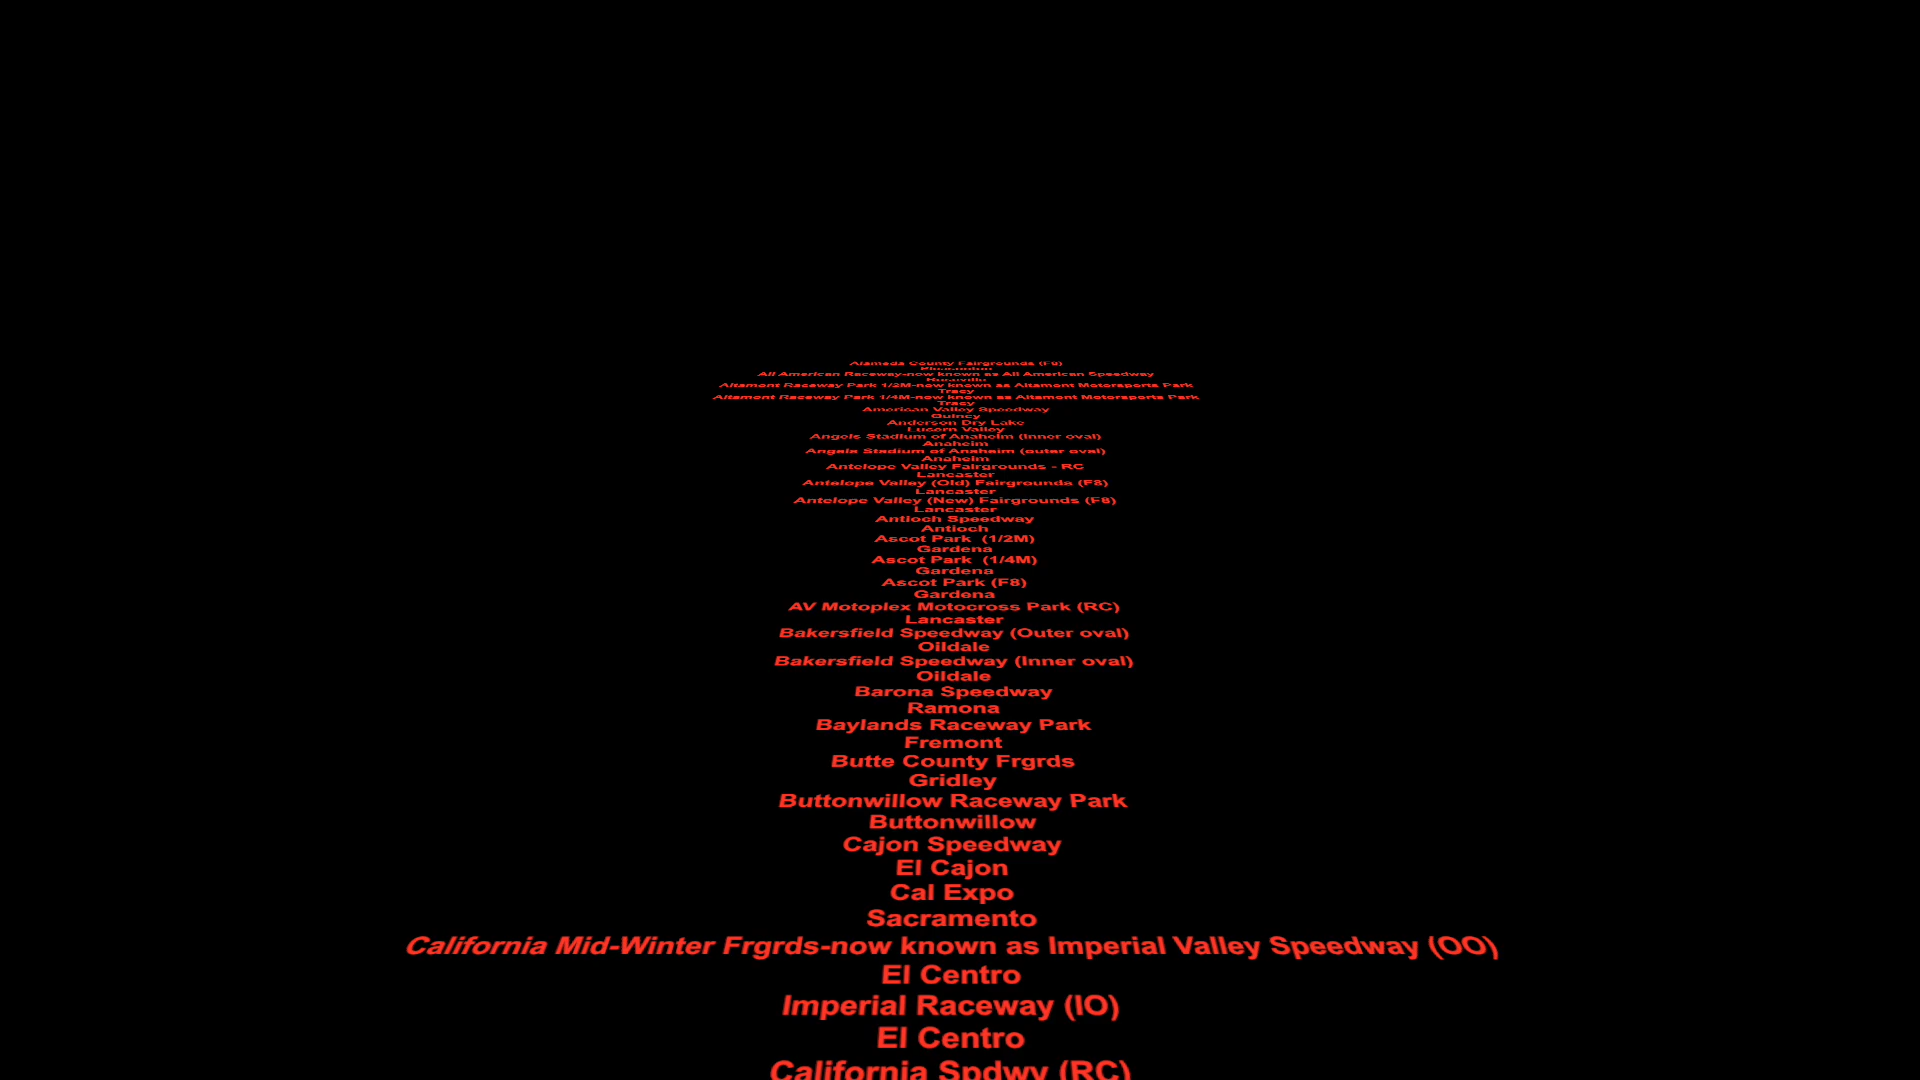 Alameda County Fairgrounds (F8)
Pleasanton
All American Raceway-now known as All American Speedway
Roseville
Altamont Raceway Park 1/2M-now known as Altamont Motorsports Park
Tracy
Altamont Raceway Park 1/4M-now known as Altamont Motorsports Park
Tracy
American Valley Speedway
Quincy
Anderson Dry Lake
Lucern Valley
Angels Stadium of Anaheim (Inner oval)
Anaheim
Angels Stadium of Anaheim (outer oval)
Anaheim
Antelope Valley Fairgrounds - RC
Lancaster
Antelope Valley (Old) Fairgrounds (F8)
Lancaster
Antelope Valley (New) Fairgrounds (F8)
Lancaster
Antioch Speedway
Antioch
Ascot Park  (1/2M)
Gardena
Ascot Park  (1/4M)
Gardena
Ascot Park (F8)
Gardena
AV Motoplex Motocross Park (RC)
Lancaster
Bakersfield Speedway (Outer oval)
Oildale
Bakersfield Speedway (Inner oval)
Oildale
Barona Speedway
Ramona
Baylands Raceway Park
Fremont
Butte County Frgrds
Gridley
Buttonwillow Raceway Park
Buttonwillow
Cajon Speedway
El Cajon
Cal Expo
Sacramento
California Mid-Winter Frgrds-now known as Imperial Valley Speedway (OO)
El Centro
Imperial Raceway (IO)
El Centro
California Spdwy (RC)